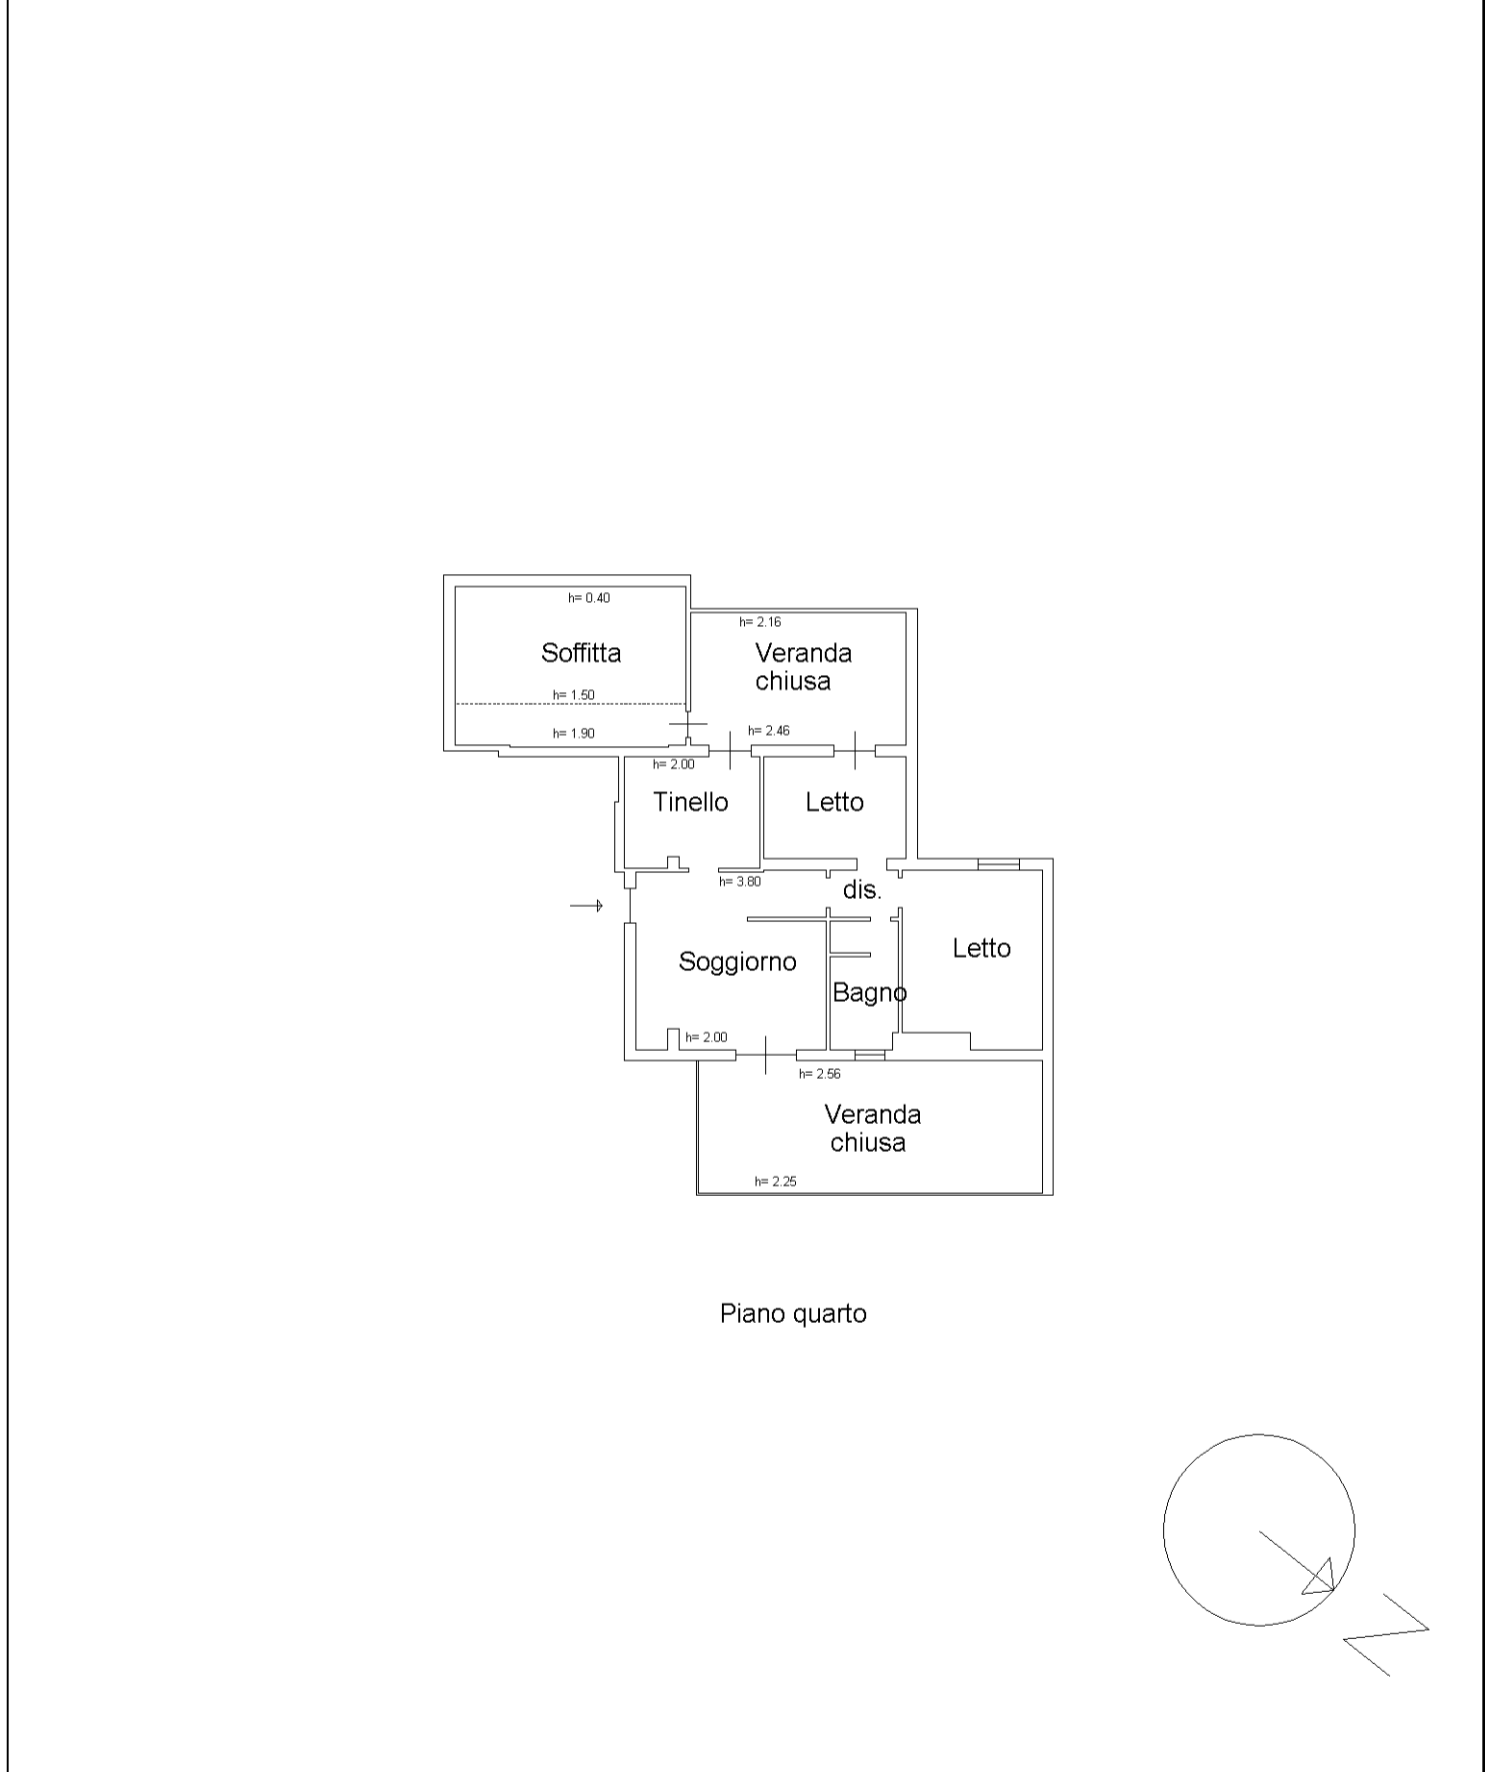 h= 0.40
Soffitta
h= 1.50
h= 1.90
h= 2.16
Veranda
chiusa
h= 2.46
h= 2.00
Tinello
Letto
h= 3.80
dis.
Soggiorno
Letto
Bagno
h= 2.00
h= 2.56
Veranda
chiusa
h= 2.25
Piano quarto
N